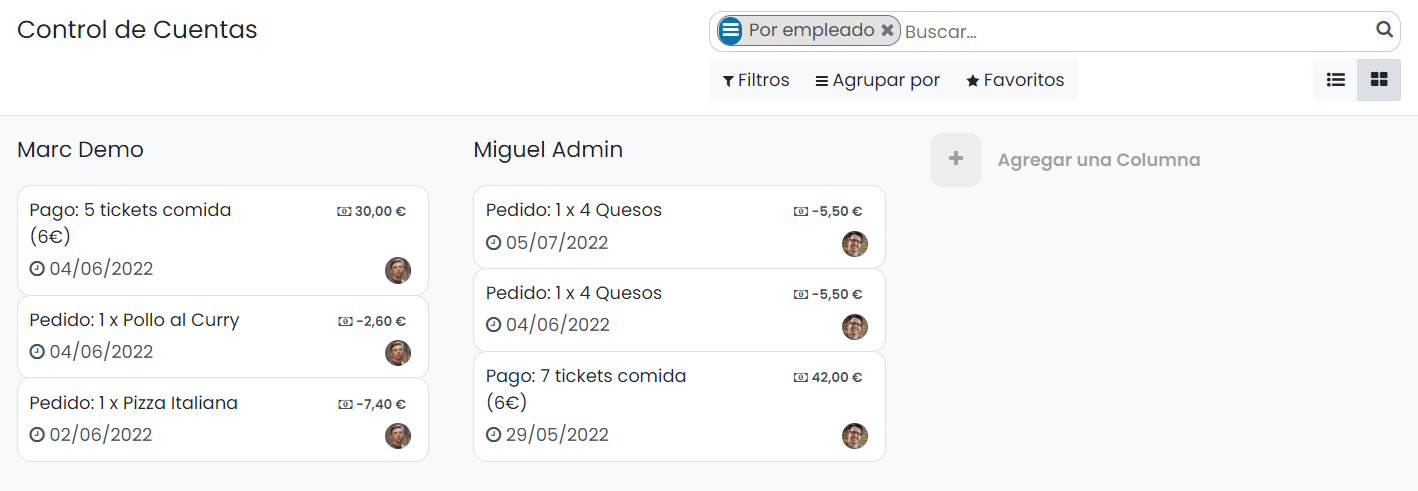 Control de Cuentas
Por empleado
Buscar...
Filtros
Agrupar por
Favoritos
Marc Demo
Pago: 5 tickets comida
(6€)
30,00 €
04/06/2022
Pedido: 1 x Pollo al Curry
-2,60 €
04/06/2022
Pedido: 1 x Pizza Italiana
-7,40 €
02/06/2022
Miguel Admin
Pedido: 1 x 4 Quesos
-5,50 €
05/07/2022
Pedido: 1 x 4 Quesos
-5,50 €
04/06/2022
Pago: 7 tickets comida
(6€)
42,00 €
29/05/2022
Agregar una Columna